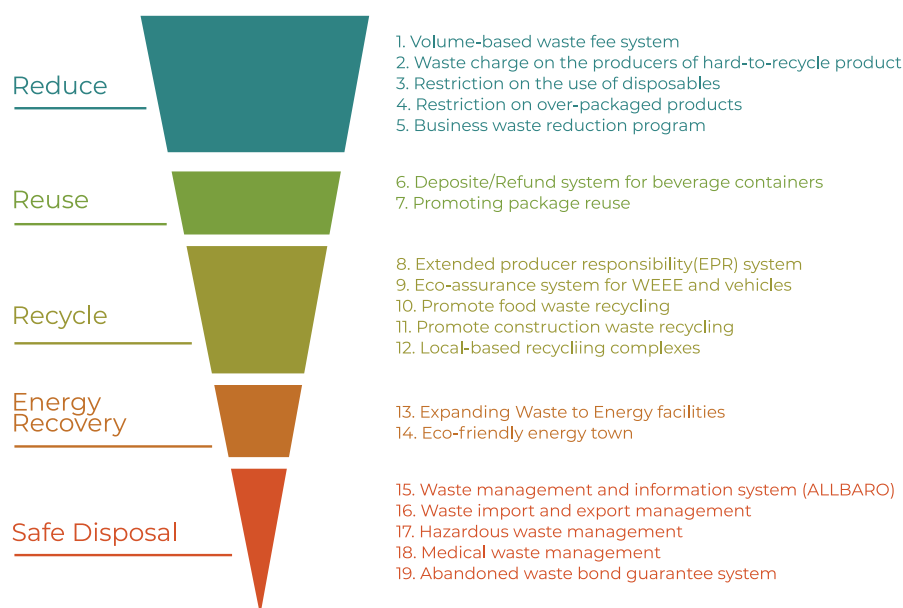 Reduce
1. Volume-based waste fee system
2. Waste charge on the producers of hard-to-recycle product
3. Restriction on the use of disposables
4. Restriction on over-packaged products
5. Business waste reduction program
Reuse
6. Deposite/Refund system for beverage containers
7. Promoting package reuse
Recycle
8. Extended producer responsibility(EPR) system
9. Eco-assurance system for WEEE and vehicles
10. Promote food waste recycling
11. Promote construction waste recycling
12. Local-based recycliing complexes
Energy
Recovery
13. Expanding Waste to Energy facilities
14. Eco-friendly energy town
Safe Disposal
15. Waste management and information system (ALLBARO)
16. Waste import and export management
17. Hazardous waste management
18. Medical waste management
19. Abandoned waste bond guarantee system